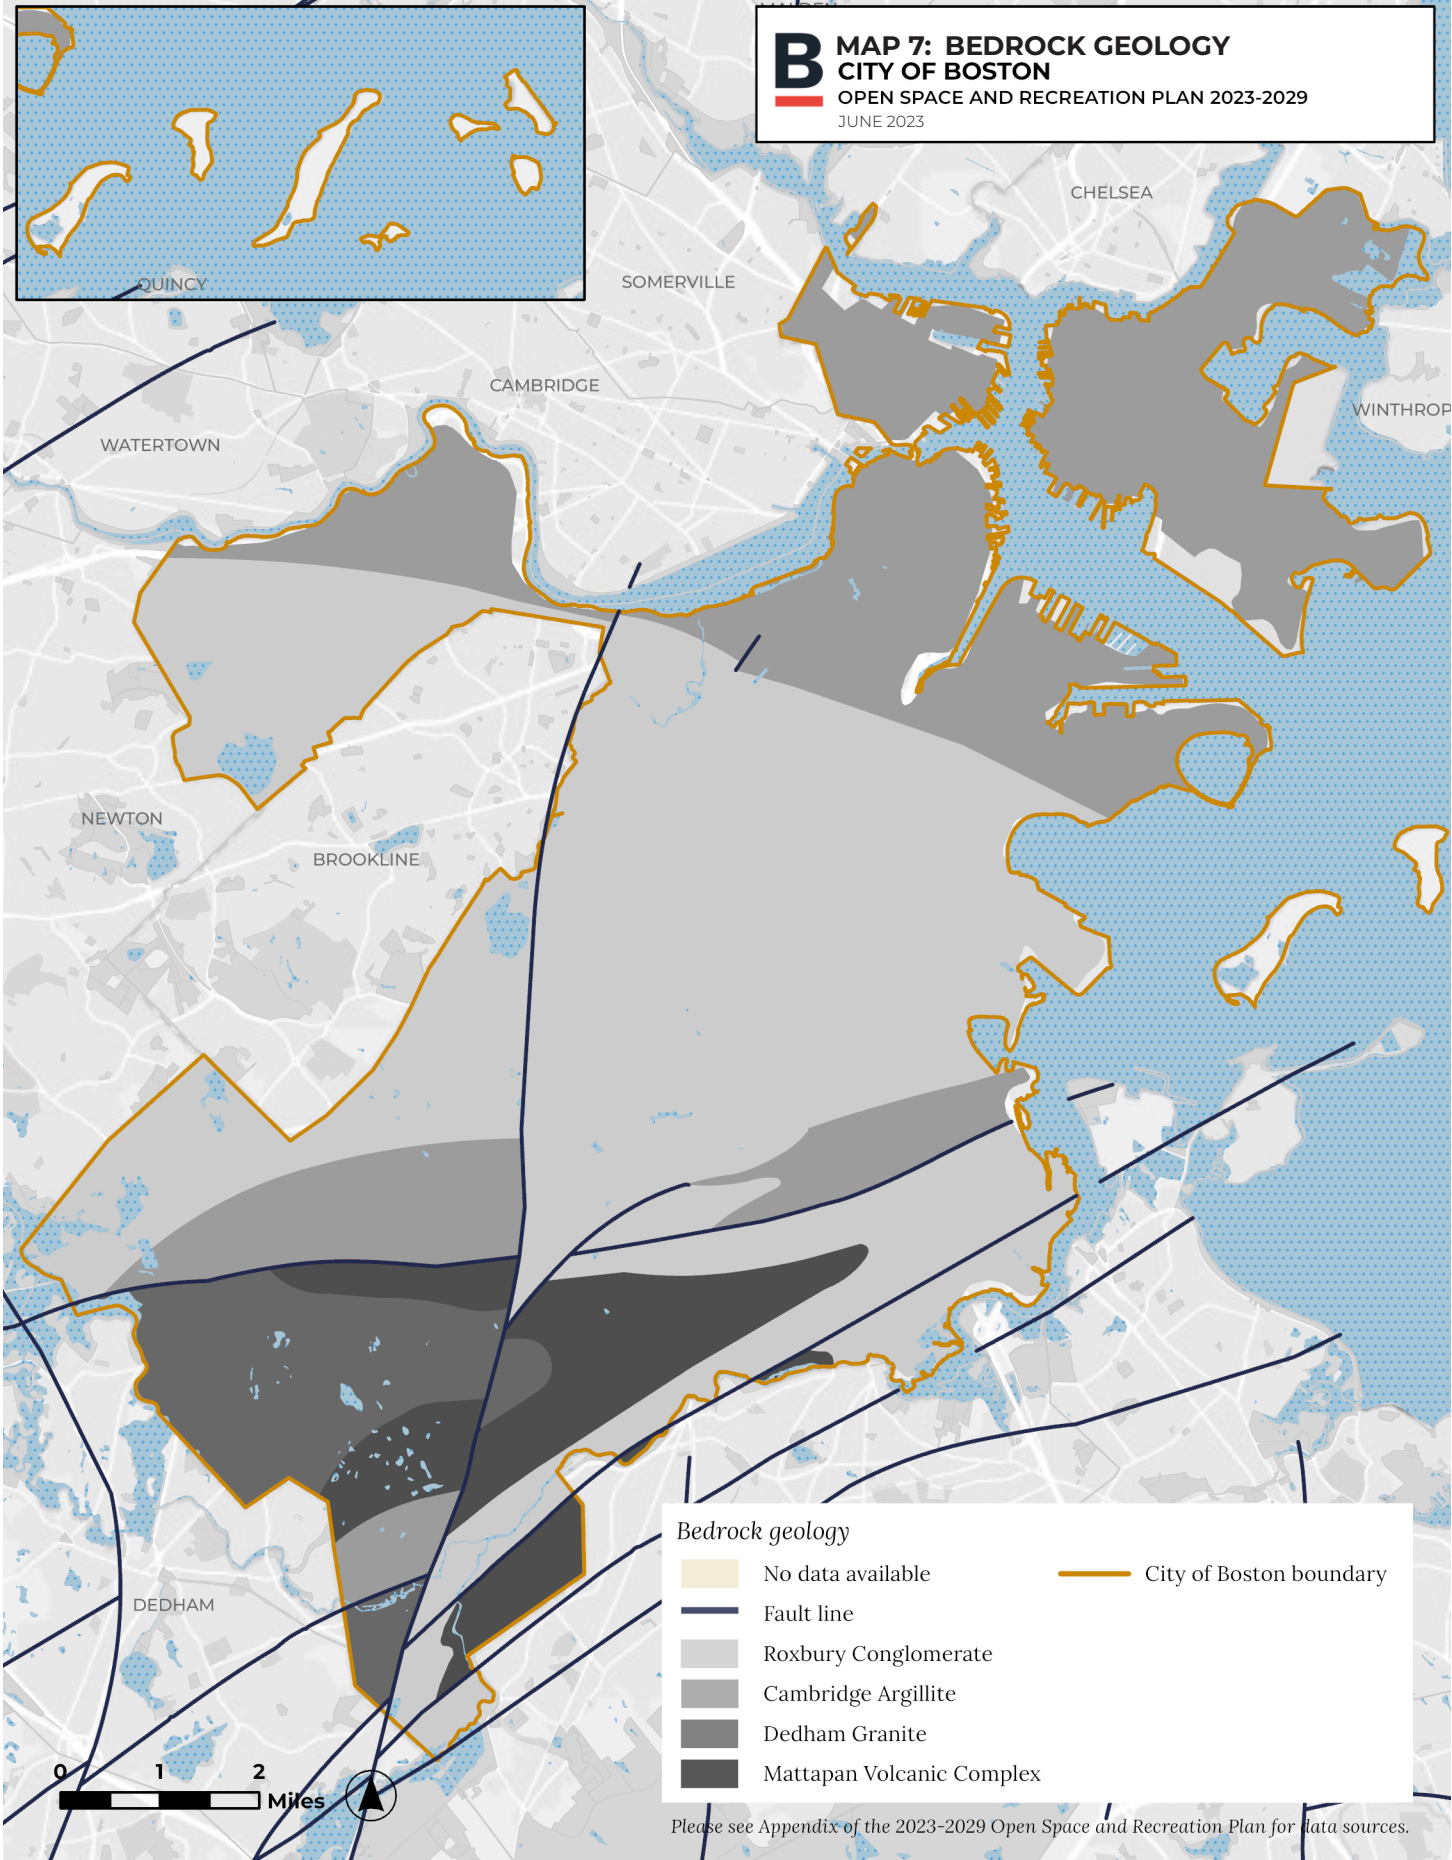 B
MAP 7: BEDROCK GEOLOGY
CITY OF BOSTON
OPEN SPACE AND RECREATION PLAN 2023-2029
JUNE 2023
CHELSEA
QUINCY
SOMERVILLE
CAMBRIDGE
WINTHROP
WATERTOWN
NEWTON
BROOKLINE
DEDHAM
Bedrock geology
No data available
Fault line
Roxbury Conglomerate
Cambridge Argillite
Dedham Granite
Mattapan Volcanic Complex
City of Boston boundary
0 1 2
Miles
Please see Appendix of the 2023-2029 Open Space and Recreation Plan for data sources.